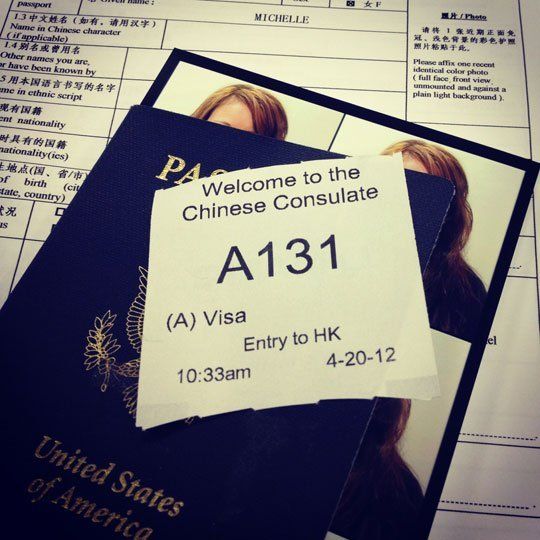 passport
MICHELLE
女 F
1.3 中文姓名 (如有, 请用汉字)
Name in Chinese character
( if applicable)
1.4 别名或曾用名
Other names you are,
or have been known by
5 用本国语言书写的名字
me in ethnic script
现有国籍
ent nationality
时具有的国籍
nationality(ies)
生地点(国、省/市)
of birth (city
state, country)
状况
us
照片 / Photo
请将 1 张近期正面免
冠、浅色背景的彩色护照
照片粘贴于此。
Please affix one recent
identical color photo
( full face, front view,
unmounted and against a
plain light background ).
PA
Welcome to the
Chinese Consulate
A131
(A) Visa
Entry to HK
10:33am 4-20-12
United States
of America